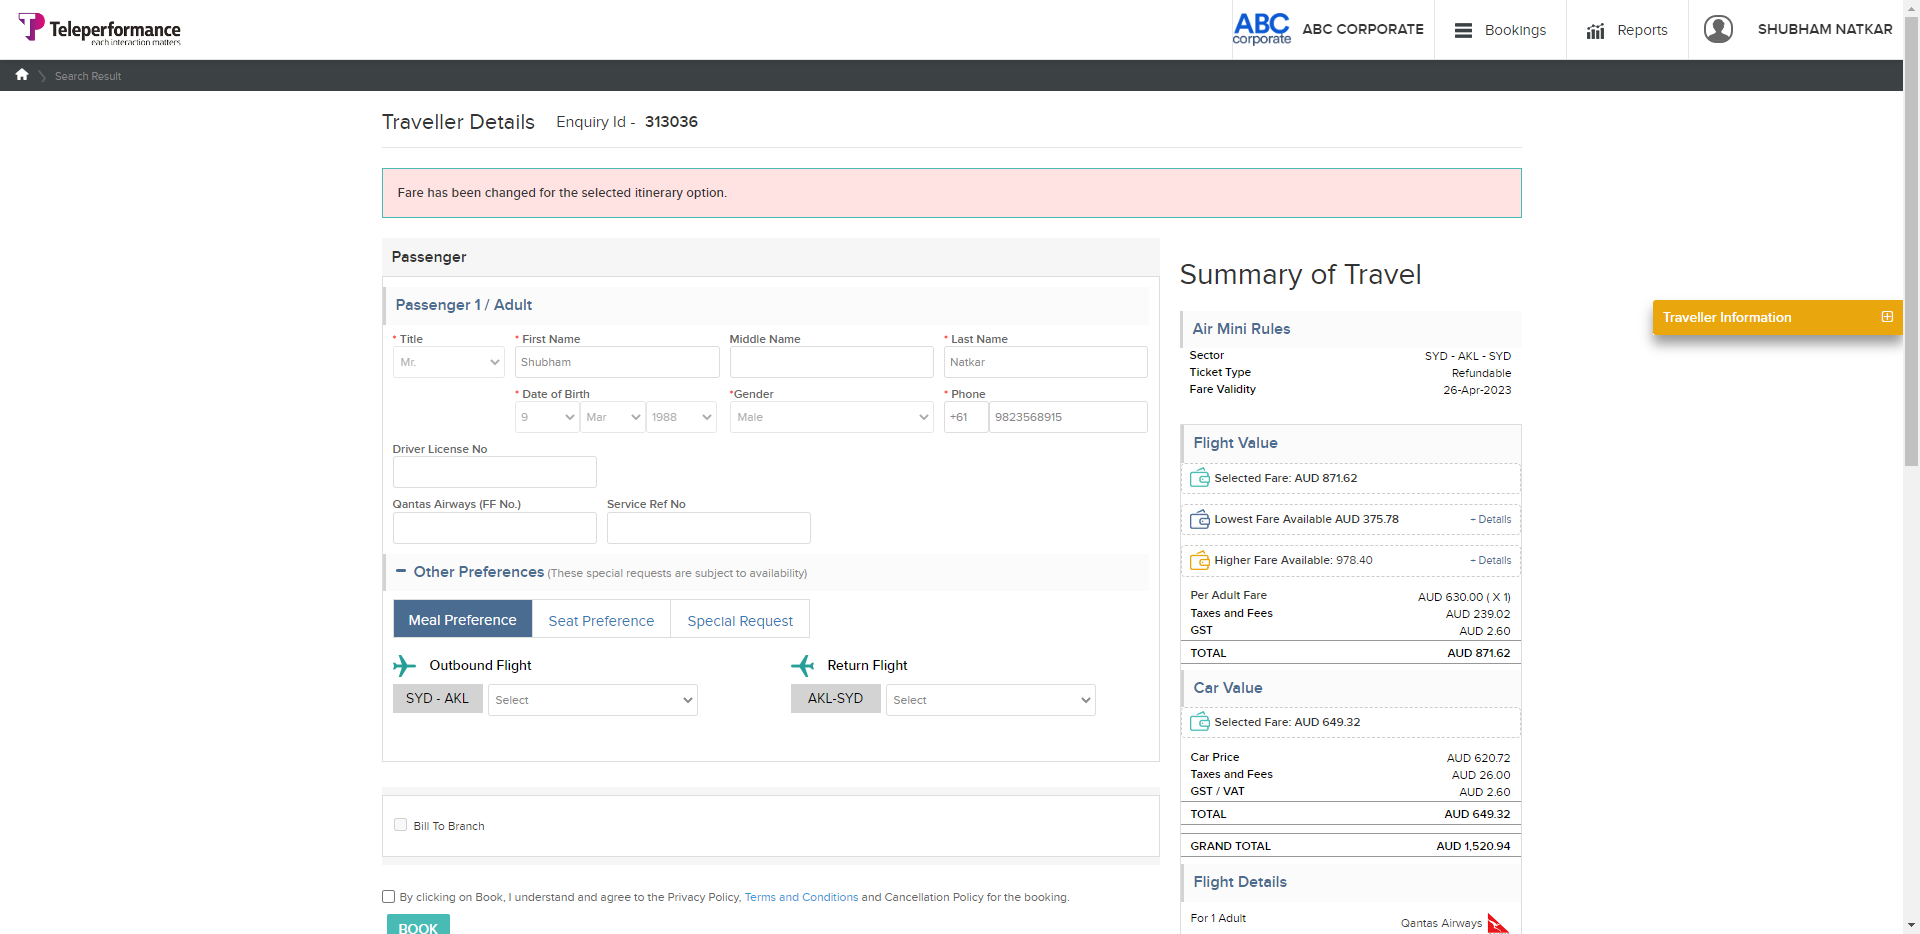 Teleperformance
each interaction matters
ABC
corporate
ABC CORPORATE
Bookings
Reports
SHUBHAM NATKAR
Search Result
Traveller Details
Enquiry Id - 313036
Fare has been changed for the selected itinerary option.
Passenger
Passenger 1 / Adult
* Title
* First Name
Middle Name
* Last Name
Mr.
Shubham
Natkar
* Date of Birth
*Gender
* Phone
9
Mar
1988
Male
+61
9823568915
Driver License No
Qantas Airways (FF No.)
Service Ref No
Other Preferences (These special requests are subject to availability)
Meal Preference
Seat Preference
Special Request
Outbound Flight
Return Flight
SYD - AKL
Select
AKL-SYD
Select
Bill To Branch
By clicking on Book, I understand and agree to the Privacy Policy, Terms and Conditions and Cancellation Policy for the booking.
BOOK
Summary of Travel
Air Mini Rules
Sector SYD - AKL - SYD
Ticket Type Refundable
Fare Validity 26-Apr-2023
Flight Value
Selected Fare: AUD 871.62
Lowest Fare Available AUD 375.78 + Details
Higher Fare Available: 978.40 + Details
Per Adult Fare AUD 630.00 ( X 1)
Taxes and Fees AUD 239.02
GST AUD 2.60
TOTAL AUD 871.62
Car Value
Selected Fare: AUD 649.32
Car Price AUD 620.72
Taxes and Fees AUD 26.00
GST / VAT AUD 2.60
TOTAL AUD 649.32
GRAND TOTAL AUD 1,520.94
Flight Details
For 1 Adult Qantas Airways
Traveller Information